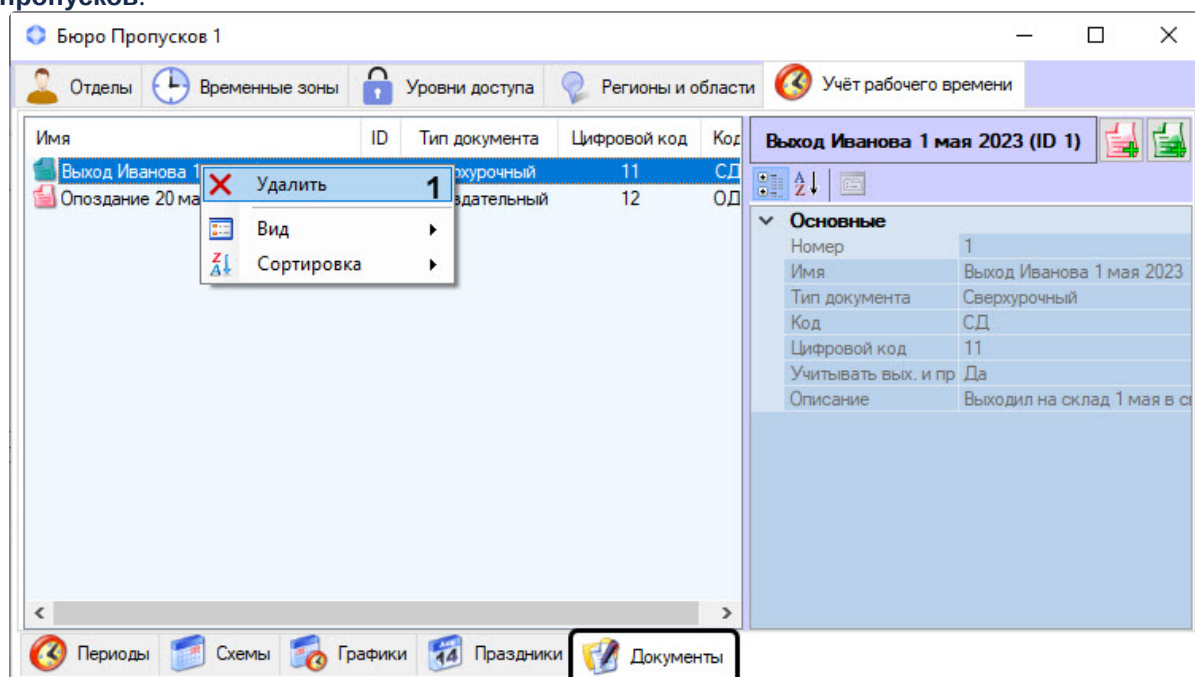 пропусков.
Бюро Пропусков 1
Отделы Временные зоны Уровни доступа Регионы и области Учёт рабочего времени
Имя ID Тип документа Цифровой код Код
Выход Иванова 1 мая 2023 (ID 1)
Выход Иванова 1 11 СД
Опоздание 20 ма 12 ОД
Удалить 1
Вид
Сортировка
Основные
Номер 1
Имя Выход Иванова 1 мая 2023
Тип документа Сверхурочный
Код СД
Цифровой код 11
Учитывать вых. и пр Да
Описание Выходил на склад 1 мая в
Периоды Схемы Графики Праздники Документы